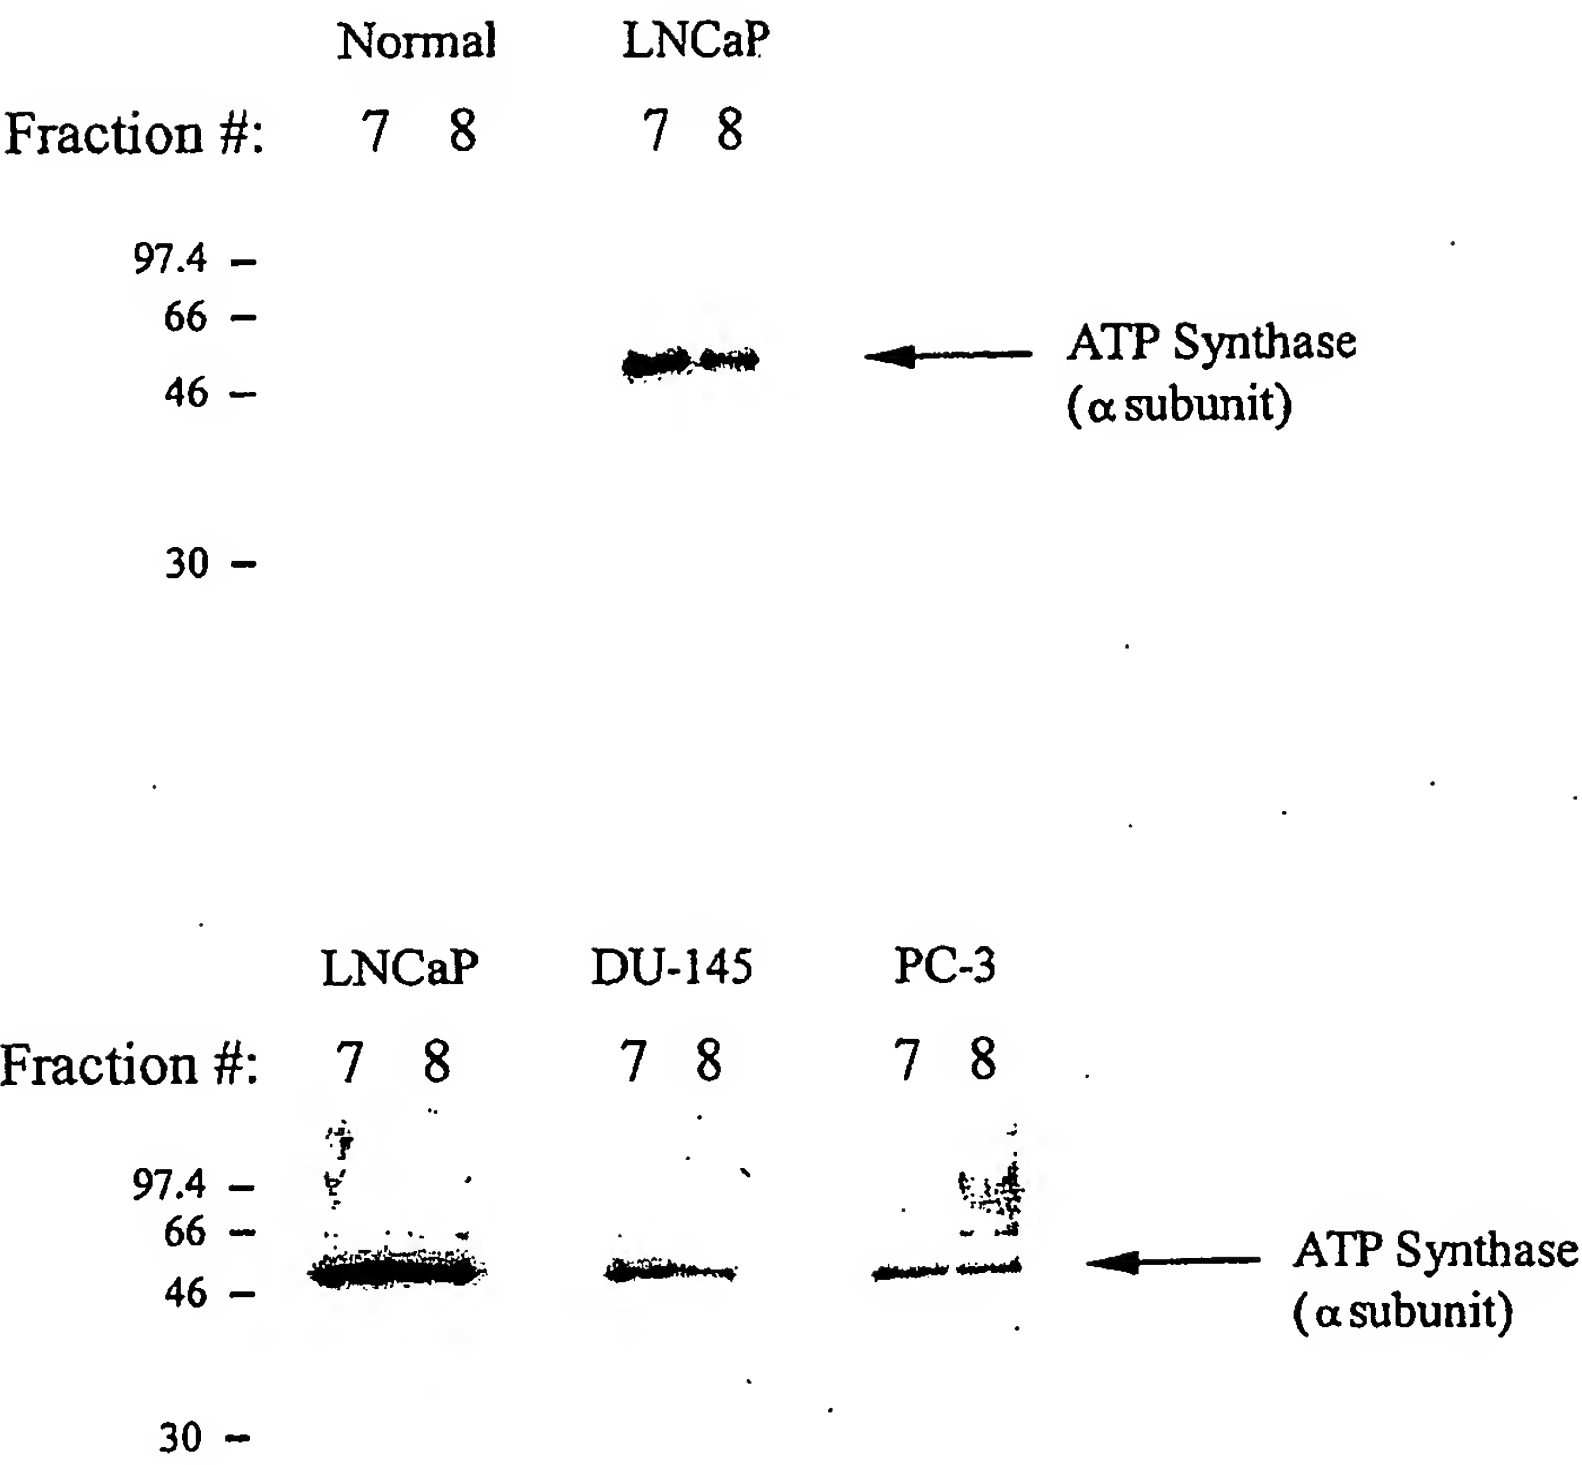 Normal LNCaP
Fraction #: 7 8 7 8
97.4 –
66 –
ATP Synthase
(α subunit)
46 –
30 –
LNCaP DU-145 PC-3
Fraction #: 7 8 7 8 7 8
97.4 –
66 –
ATP Synthase
(α subunit)
46 –
30 –